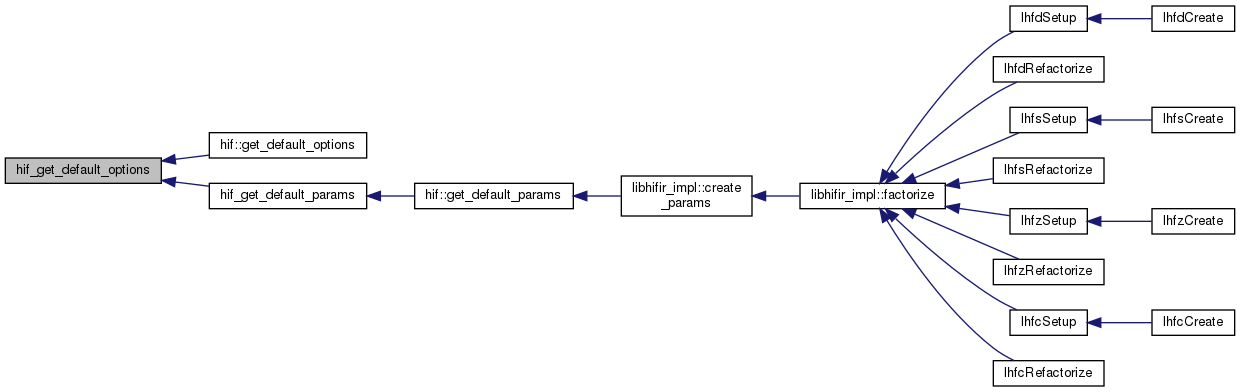 hif_get_default_options
hif::get_default_options
hif_get_default_params
hif::get_default_params
libhifir_impl::create
_params
libhifir_impl::factorize
lhfdSetup
lhfdCreate
lhfdRefactorize
lhfsSetup
lhfsCreate
lhfsRefactorize
lhfzSetup
lhfzCreate
lhfzRefactorize
lhfcSetup
lhfcCreate
lhfcRefactorize